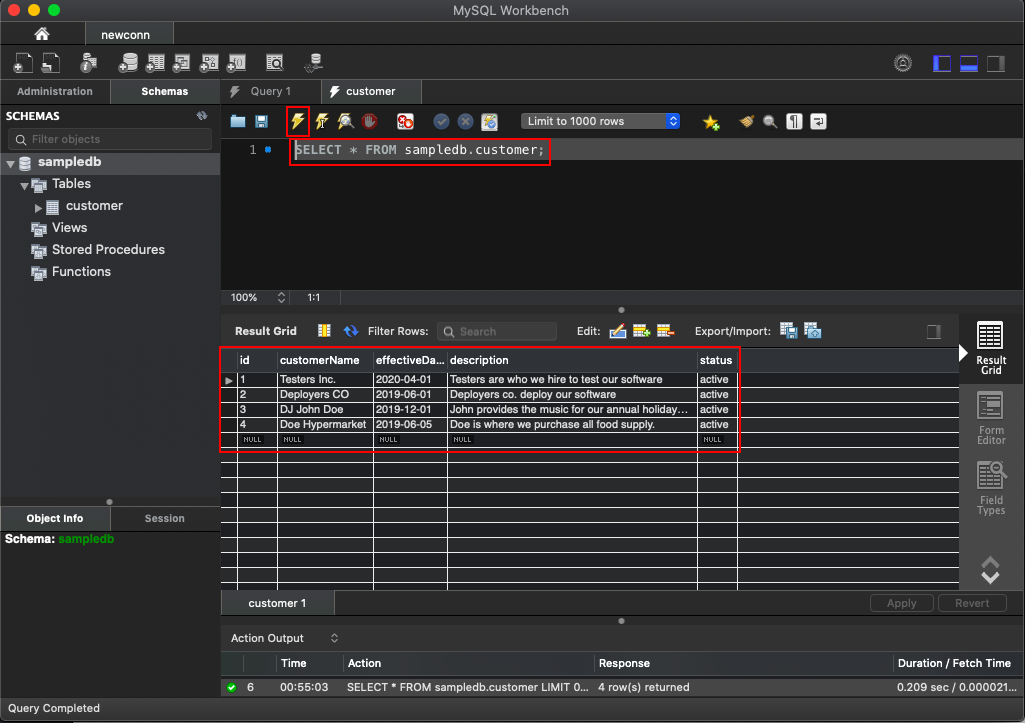 MySQL Workbench
newconn
Administration Schemas Query 1 customer
SCHEMAS
Filter objects
Limit to 1000 rows
1 SELECT * FROM sampledb.customer;
sampledb
Tables
customer
Views
Stored Procedures
Functions
100% 1:1
Result Grid Filter Rows: Search Edit: Export/Import:
id customerName effectiveDa... description status
1 Testers Inc. 2020-04-01 Testers are who we hire to test our software active
2 Deployers CO 2019-06-01 Deployers co. deploy our software active
3 DJ John Doe 2019-12-01 John provides the music for our annual holiday... active
4 Doe Hypermarket 2019-06-05 Doe is where we purchase all food supply. active
NULL NULL NULL NULL NULL
Result
Grid
Form
Editor
Field
Types
Object Info Session
Schema: sampledb
customer 1 Apply Revert
Action Output
Time Action Response Duration / Fetch Time
6 00:55:03 SELECT * FROM sampledb.customer LIMIT 0... 4 row(s) returned 0.209 sec / 0.000021...
Query Completed